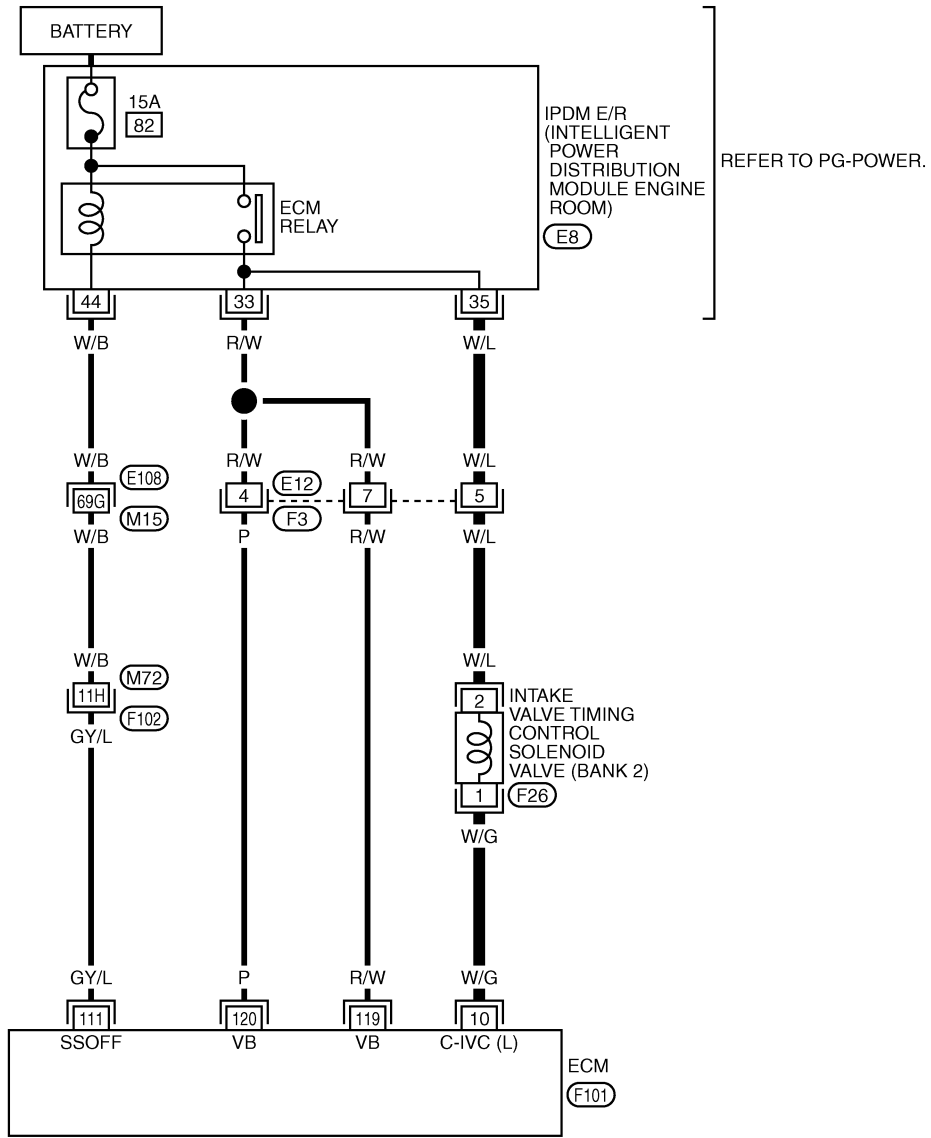 BATTERY
15A
82
IPDM E/R
(INTELLIGENT
POWER
DISTRIBUTION
MODULE ENGINE
ROOM)
E8
REFER TO PG-POWER.
ECM
RELAY
44
33
35
W/B
R/W
W/L
W/B
R/W
R/W
W/L
69G
E108
M15
4
E12
F3
7
5
W/B
P
R/W
W/L
W/B
W/L
11H
M72
F102
2
INTAKE
VALVE TIMING
CONTROL
SOLENOID
VALVE (BANK 2)
GY/L
1
F26
W/G
GY/L
P
R/W
W/G
111
120
119
10
SSOFF
VB
VB
C-IVC (L)
ECM
F101